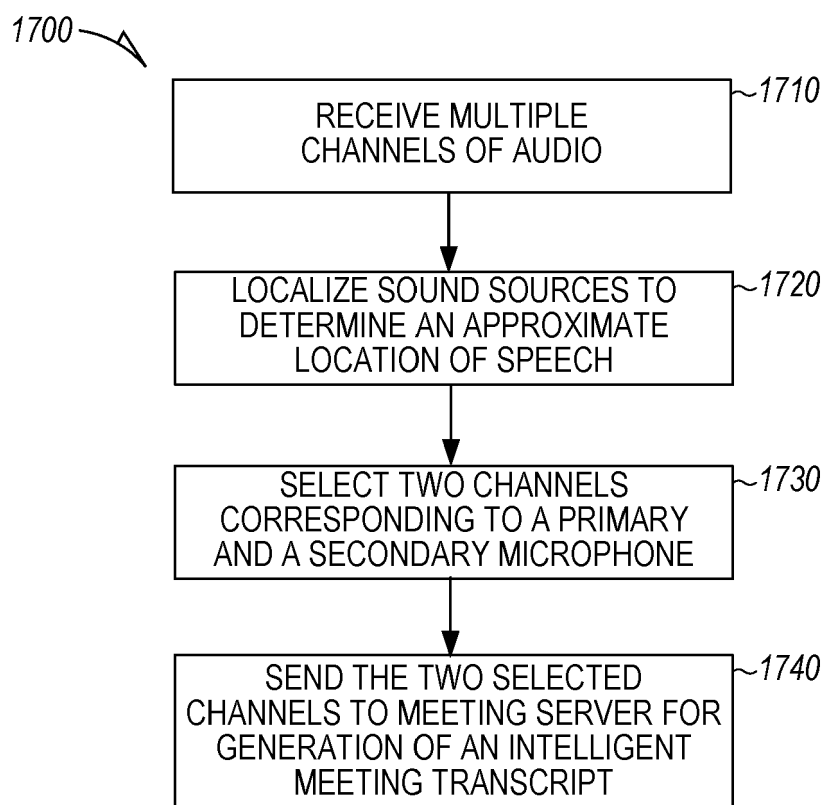 1700
1710
RECEIVE MULTIPLE
CHANNELS OF AUDIO
1720
LOCALIZE SOUND SOURCES TO
DETERMINE AN APPROXIMATE
LOCATION OF SPEECH
1730
SELECT TWO CHANNELS
CORRESPONDING TO A PRIMARY
AND A SECONDARY MICROPHONE
1740
SEND THE TWO SELECTED
CHANNELS TO MEETING SERVER FOR
GENERATION OF AN INTELLIGENT
MEETING TRANSCRIPT